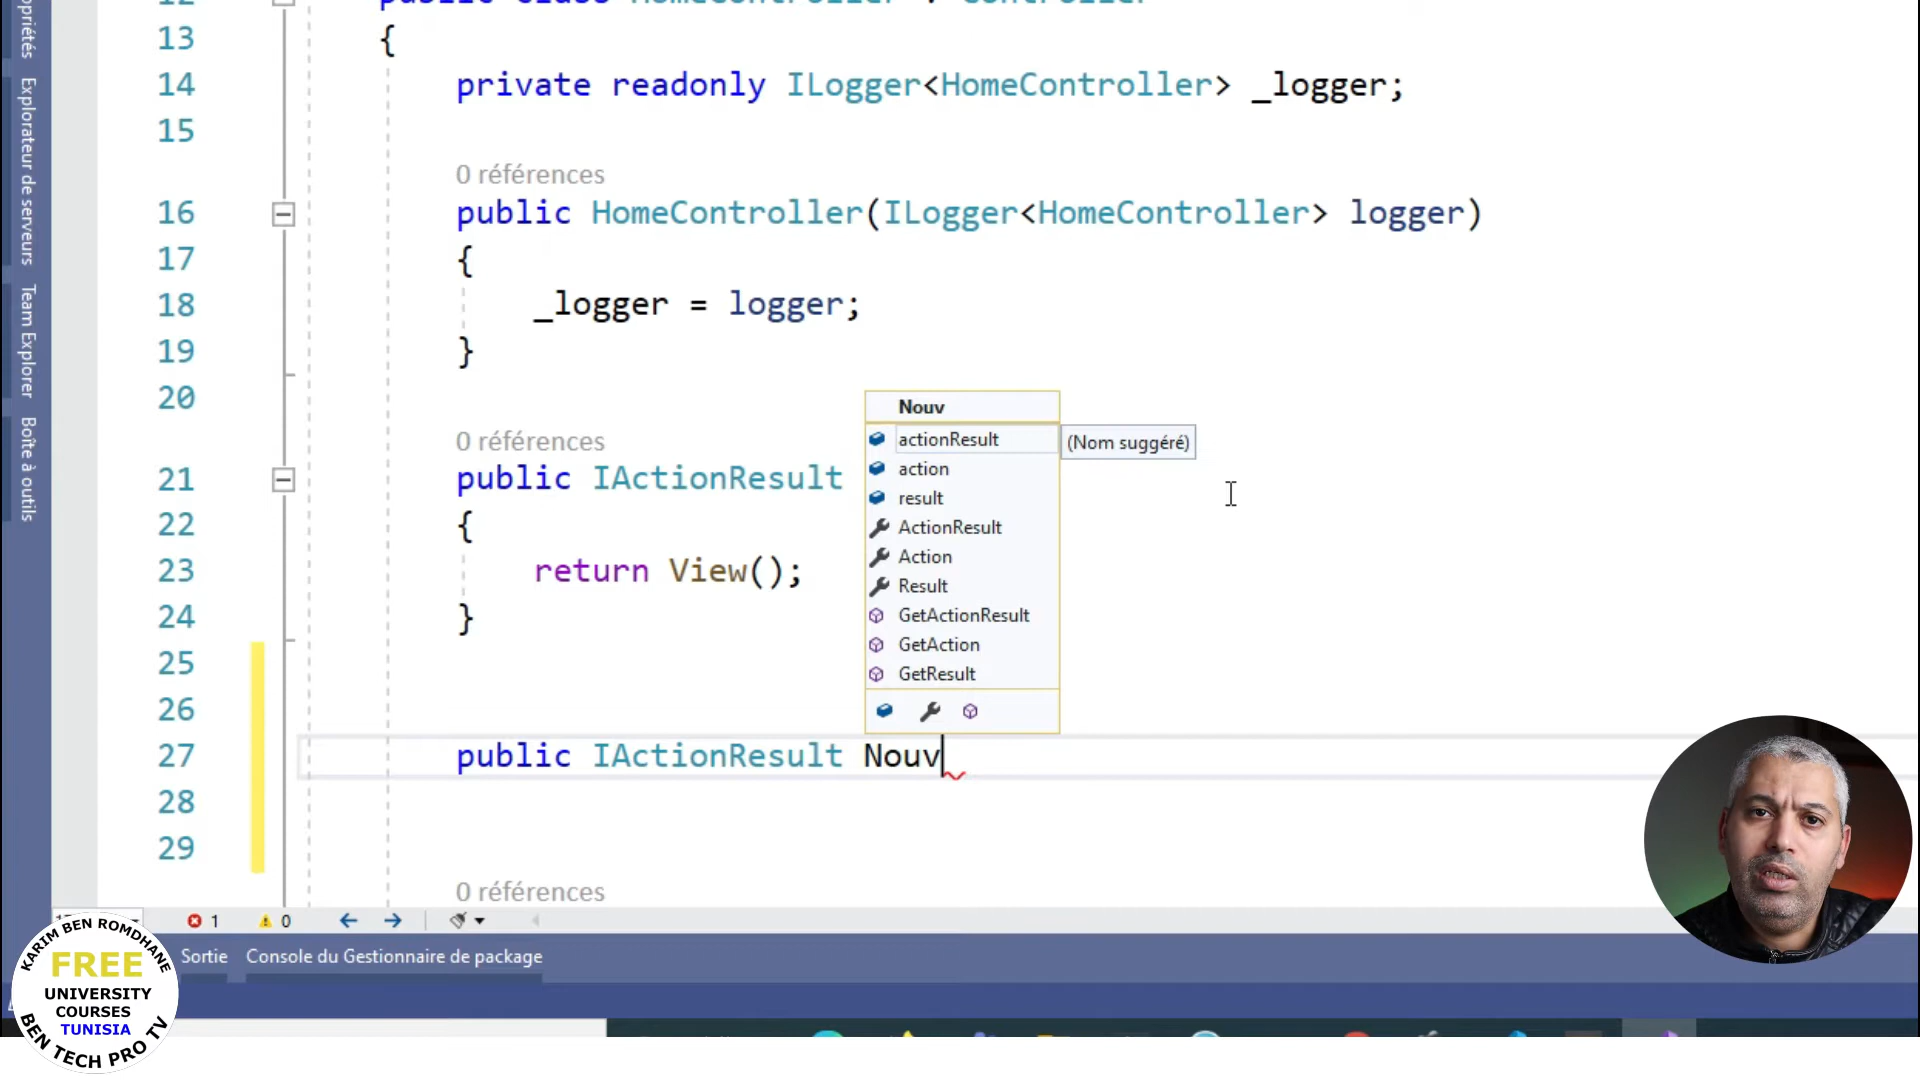 12 public class HomeController : Controller
13 {
14 private readonly ILogger<HomeController> _logger;
15
0 références
16 public HomeController(ILogger<HomeController> logger)
17 {
18 _logger = logger;
19 }
20
0 références
21 public IActionResult
22 {
23 return View();
24 }
25
26
27 public IActionResult Nouv
28
29
0 références
Nouv
actionResult
(Nom suggéré)
action
result
ActionResult
Action
Result
GetActionResult
GetAction
GetResult
Explorateur de serveurs
Team Explorer
Boîte à outils
1
0
Sortie
Console du Gestionnaire de package
KARIM BEN ROMDHANE
FREE
UNIVERSITY
COURSES
TUNISIA
BEN TECH PRO TV